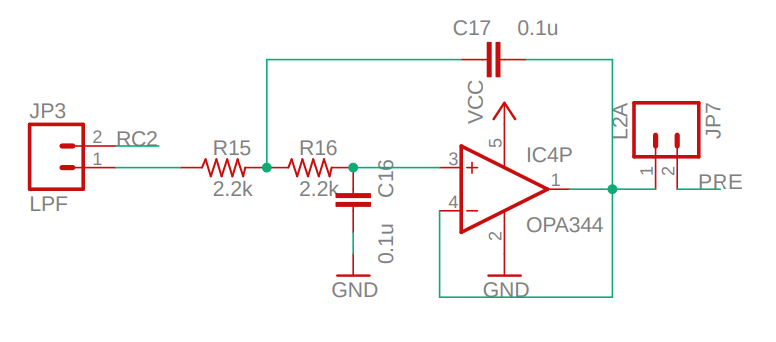 C17
0.1u
JP3
2
RC2
1
LPF
R15
2.2k
R16
2.2k
C16
0.1u
GND
VCC
5
3
4
2
1
IC4P
OPA344
GND
L2A
JP7
1
2
PRE